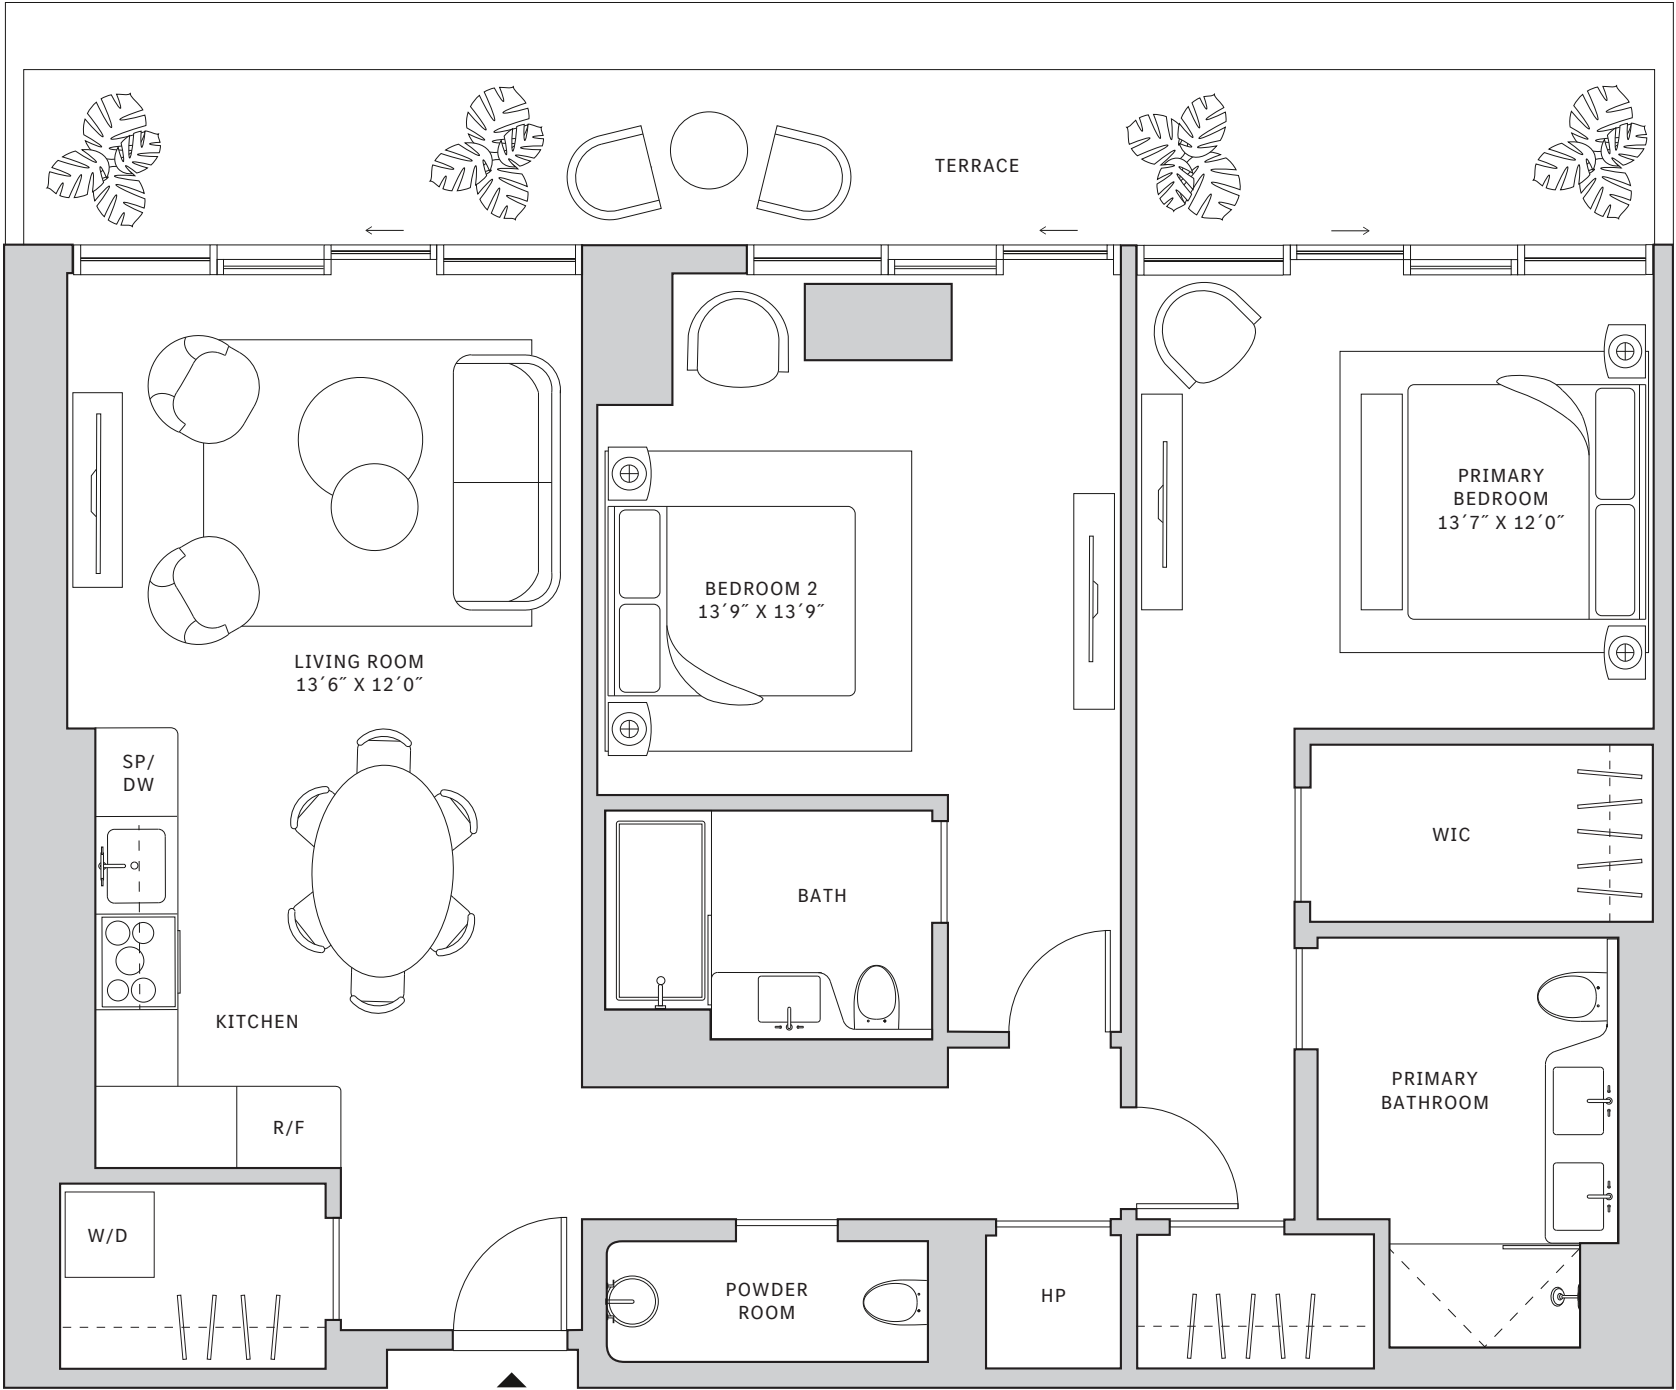 TERRACE
PRIMARY
BEDROOM
13´7˝ X 12´0˝
BEDROOM 2
13´9˝ X 13´9˝
LIVING ROOM
13´6˝ X 12´0˝
SP/
DW
WIC
BATH
KITCHEN
PRIMARY
BATHROOM
R/F
W/D
POWDER
ROOM
HP